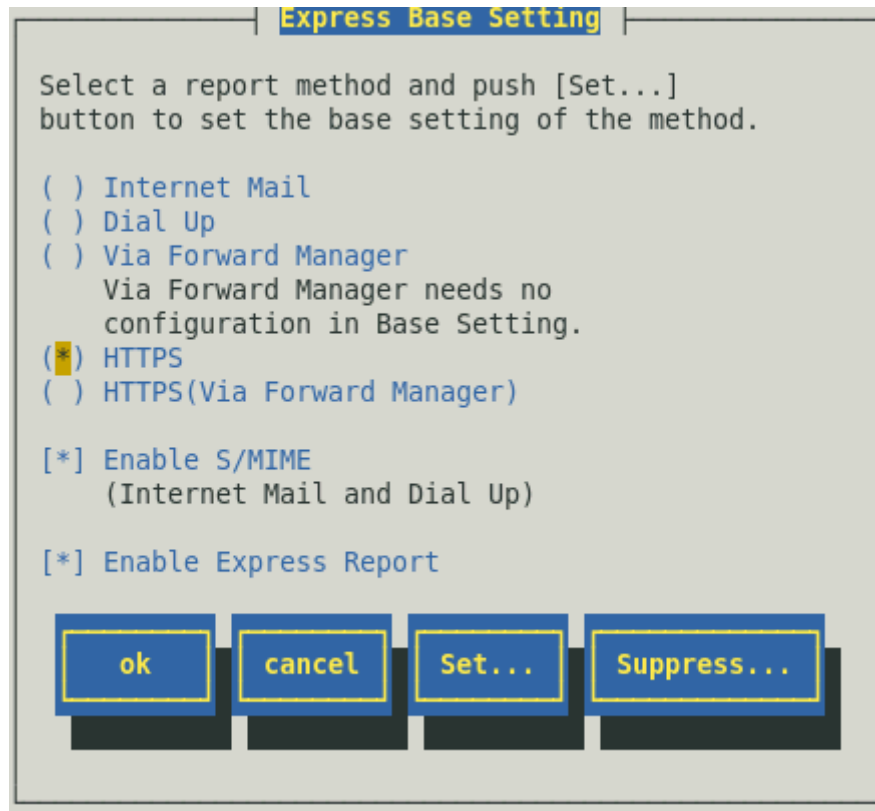 Express Base Setting
Select a report method and push [Set...]
button to set the base setting of the method.
( ) Internet Mail
( ) Dial Up
( ) Via Forward Manager
Via Forward Manager needs no
configuration in Base Setting.
(*) HTTPS
( ) HTTPS(Via Forward Manager)
[*] Enable S/MIME
(Internet Mail and Dial Up)
[*] Enable Express Report
ok cancel Set... Suppress...